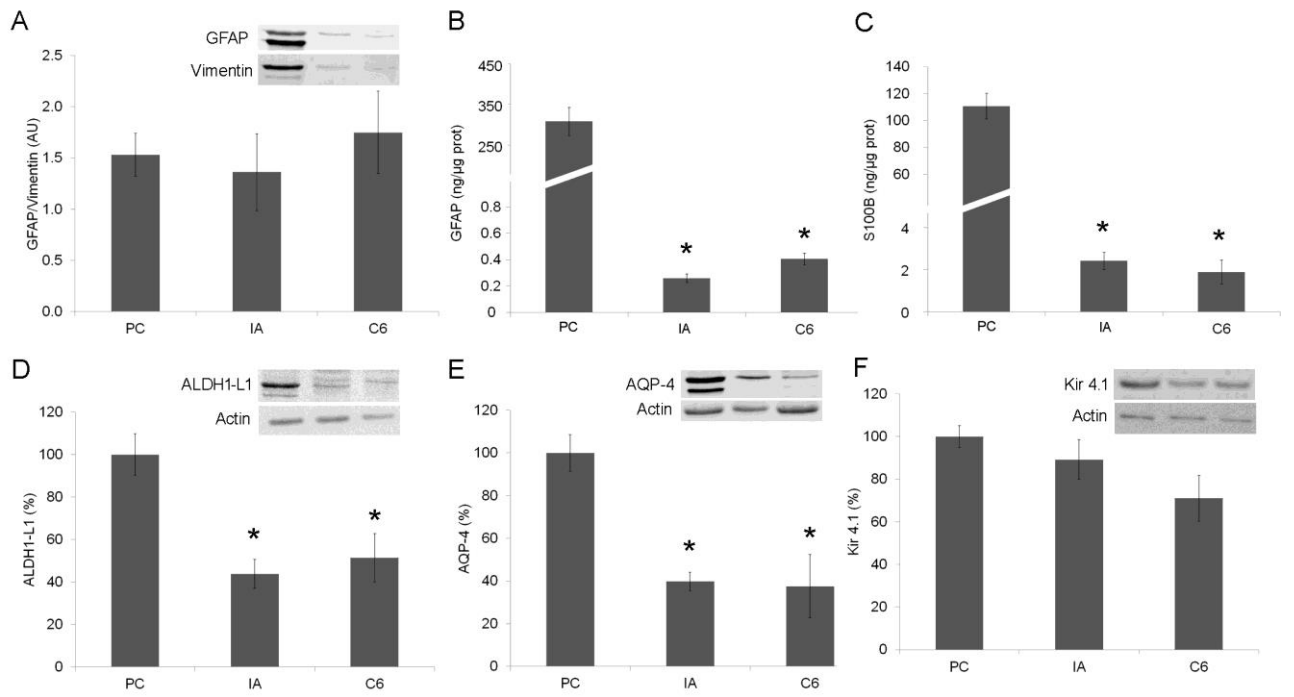 A
GFAP
Vimentin
GFAP/Vimentin (AU)
2.5
2.0
1.5
1.0
0.5
0.0
PC IA C6
B
GFAP (ng/µg prot)
450
350
250
0.8
0.6
0.4
0.2
0
* *
PC IA C6
C
S100B (ng/µg prot)
120
110
100
80
60
4
2
0
* *
PC IA C6
D
ALDH1-L1
Actin
ALDH1-L1 (%)
120
100
80
60
40
20
0
* *
PC IA C6
E
AQP-4
Actin
AQP-4 (%)
120
100
80
60
40
20
0
* *
PC IA C6
F
Kir 4.1
Actin
Kir 4.1 (%)
120
100
80
60
40
20
0
PC IA C6